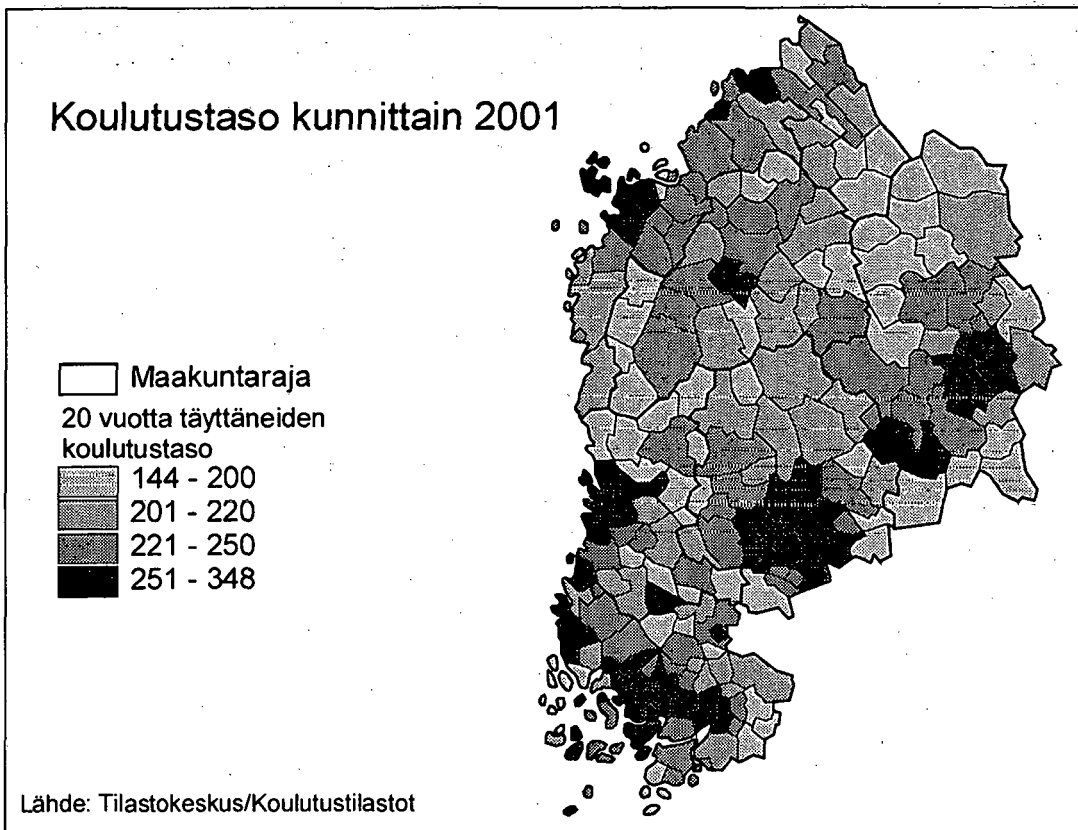 Koulutustaso kunnittain 2001
Maakuntaraja
20 vuotta täyttäneiden
koulutustaso
144 - 200
201 - 220
221 - 250
251 - 348
Lähde: Tilastokeskus/Koulutustilastot